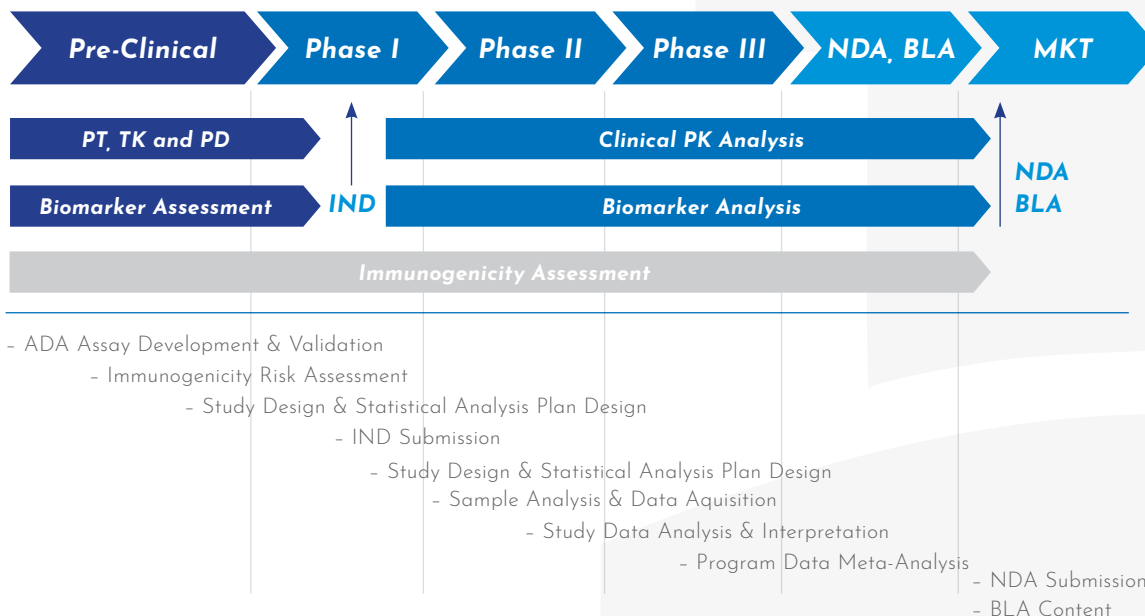 Pre-Clinical
Phase I
Phase II
Phase III
NDA, BLA
MKT
PT, TK and PD
Clinical PK Analysis
Biomarker Assessment
IND
Biomarker Analysis
NDA
BLA
Immunogenicity Assessment
– ADA Assay Development & Validation
– Immunogenicity Risk Assessment
– Study Design & Statistical Analysis Plan Design
– IND Submission
– Study Design & Statistical Analysis Plan Design
– Sample Analysis & Data Aquisition
– Study Data Analysis & Interpretation
– Program Data Meta-Analysis
– NDA Submission
– BLA Content